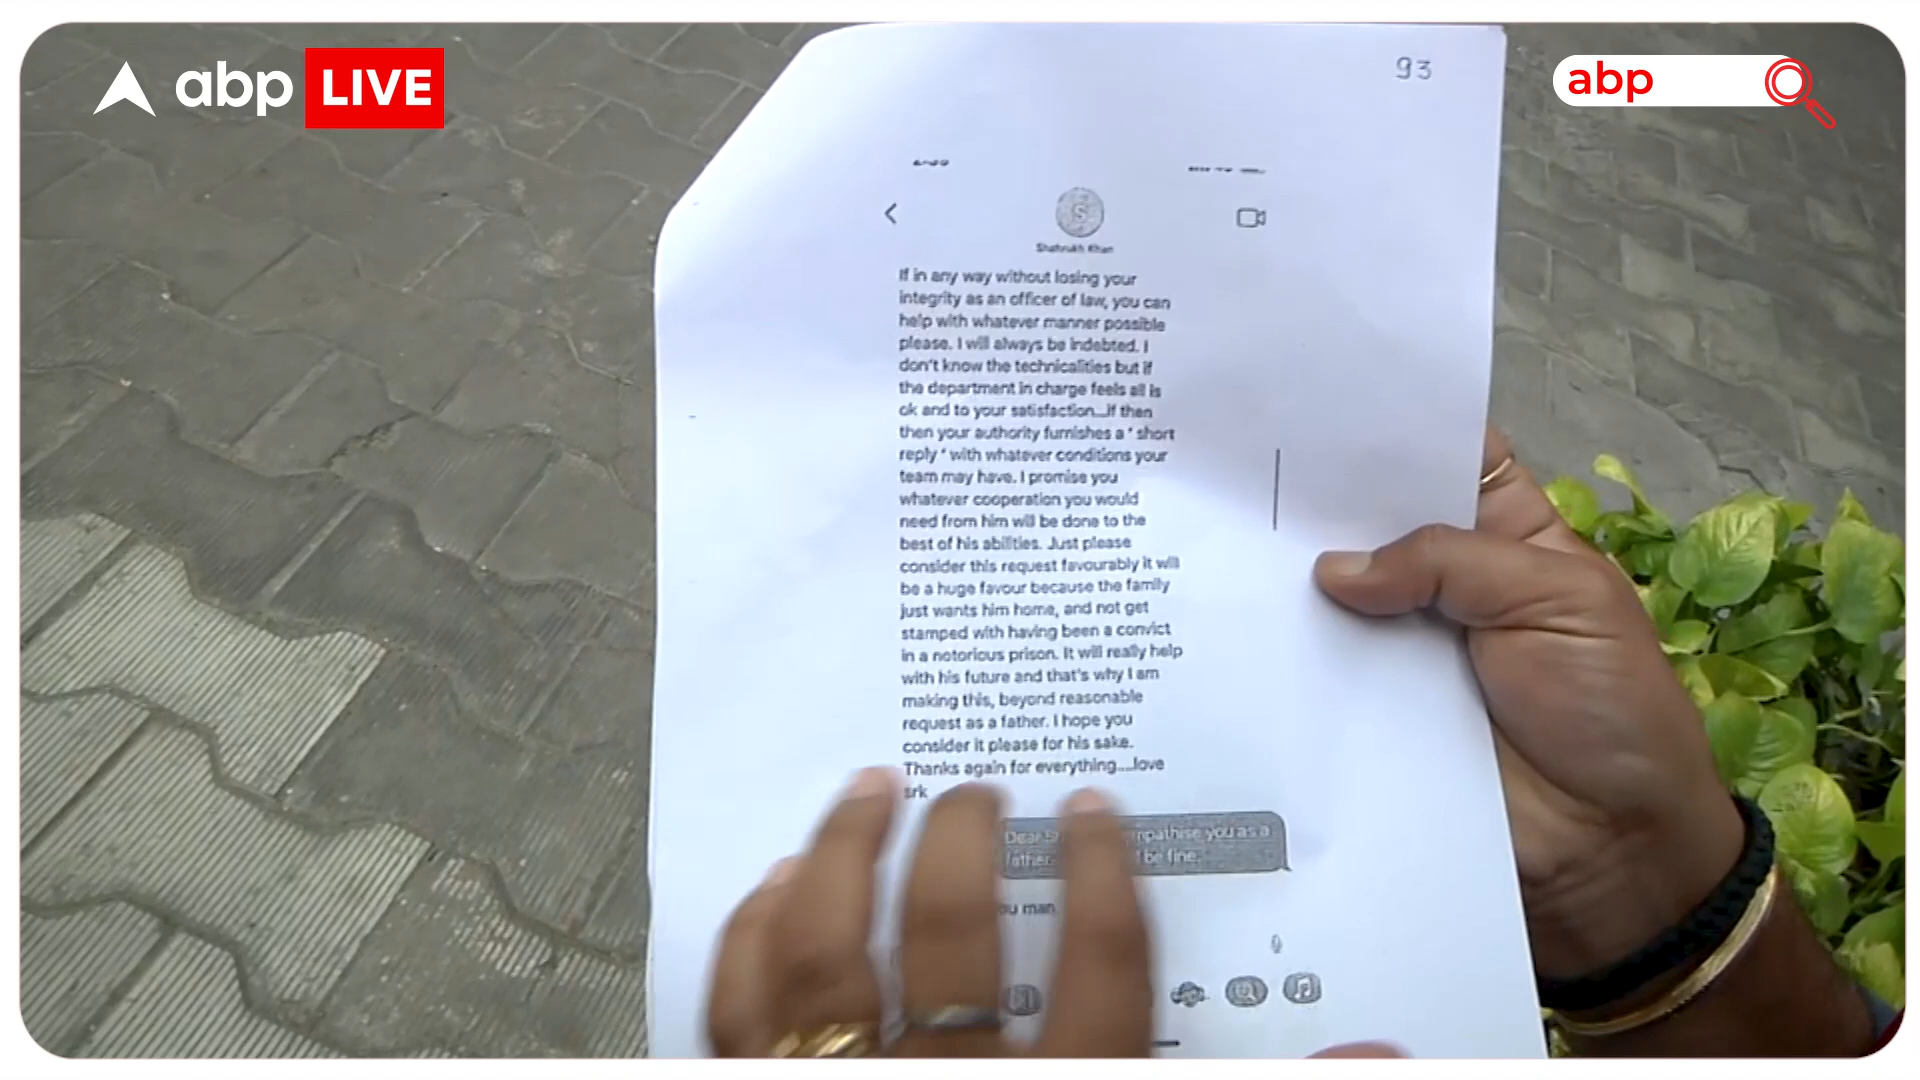 abp LIVE
abp
93
S
Shahrukh Khan
If in any way without losing your
integrity as an officer of law, you can
help with whatever manner possible
please. I will always be indebted. I
don't know the technicalities but if
the department in charge feels all is
ok and to your satisfaction...if then
then your authority furnishes a ' short
reply ' with whatever conditions your
team may have. I promise you
whatever cooperation you would
need from him will be done to the
best of his abilities. Just please
consider this request favourably it will
be a huge favour because the family
just wants him home, and not get
stamped with having been a convict
in a notorious prison. It will really help
with his future and that's why I am
making this, beyond reasonable
request as a father. I hope you
consider it please for his sake.
Thanks again for everything....love
srk
Dear you as a
father. be fine.
man